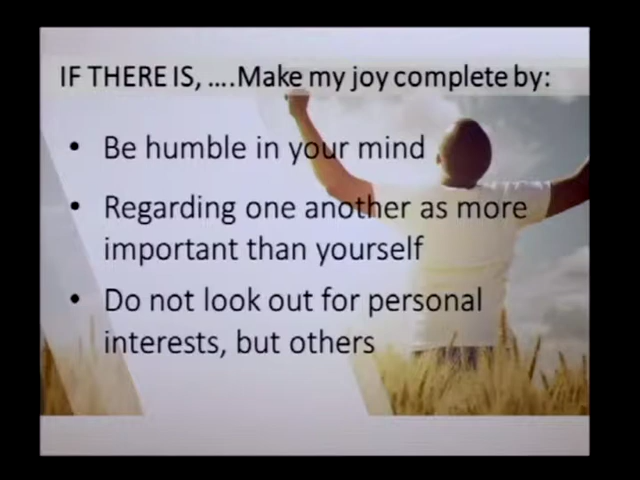 IF THERE IS, ....Make my joy complete by:
• Be humble in your mind
• Regarding one another as more
important than yourself
• Do not look out for personal
interests, but others